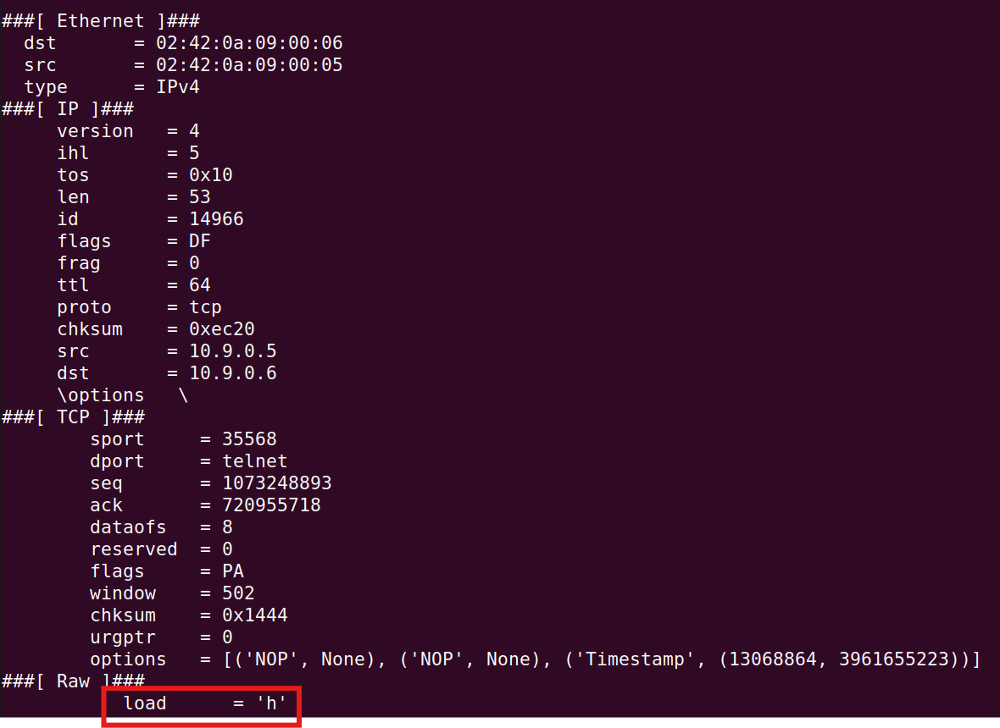 ###[ Ethernet ]###
  dst       = 02:42:0a:09:00:06
  src       = 02:42:0a:09:00:05
  type      = IPv4
###[ IP ]###
     version   = 4
     ihl       = 5
     tos       = 0x10
     len       = 53
     id        = 14966
     flags     = DF
     frag      = 0
     ttl       = 64
     proto     = tcp
     chksum    = 0xec20
     src       = 10.9.0.5
     dst       = 10.9.0.6
     \options   \
###[ TCP ]###
        sport     = 35568
        dport     = telnet
        seq       = 1073248893
        ack       = 720955718
        dataofs   = 8
        reserved  = 0
        flags     = PA
        window    = 502
        chksum    = 0x1444
        urgptr    = 0
        options   = [('NOP', None), ('NOP', None), ('Timestamp', (13068864, 3961655223))]
###[ Raw ]###
           load      = 'h'